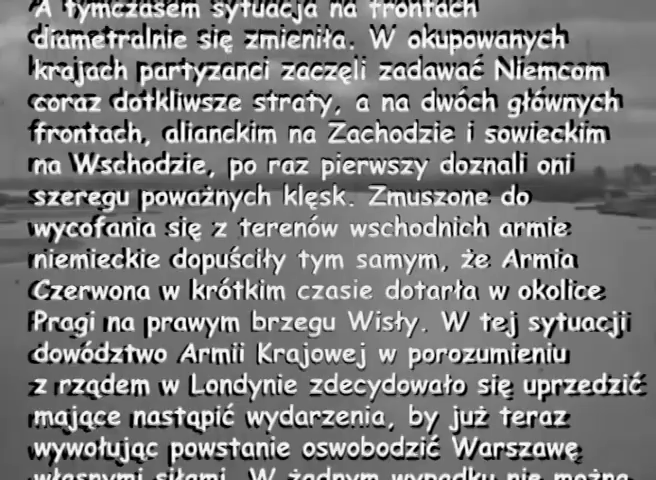 A tymczasem sytuacja na frontach
diametralnie się zmieniła. W okupowanych
krajach partyzanci zaczęli zadawać Niemcom
coraz dotkliwsze straty, a na dwóch głównych
frontach, alianckim na Zachodzie i sowieckim
na Wschodzie, po raz pierwszy doznali oni
szeregu poważnych klęsk. Zmuszone do
wycofania się z terenów wschodnich armie
niemieckie dopuściły tym samym, że Armia
Czerwona w krótkim czasie dotarła w okolice
Pragi na prawym brzegu Wisły. W tej sytuacji
dowództwo Armii Krajowej w porozumieniu
z rządem w Londynie zdecydowało się uprzedzić
mające nastąpić wydarzenia, by już teraz
wywołując powstanie oswobodzić Warszawę
własnymi siłami. W żadnym wypadku nie można